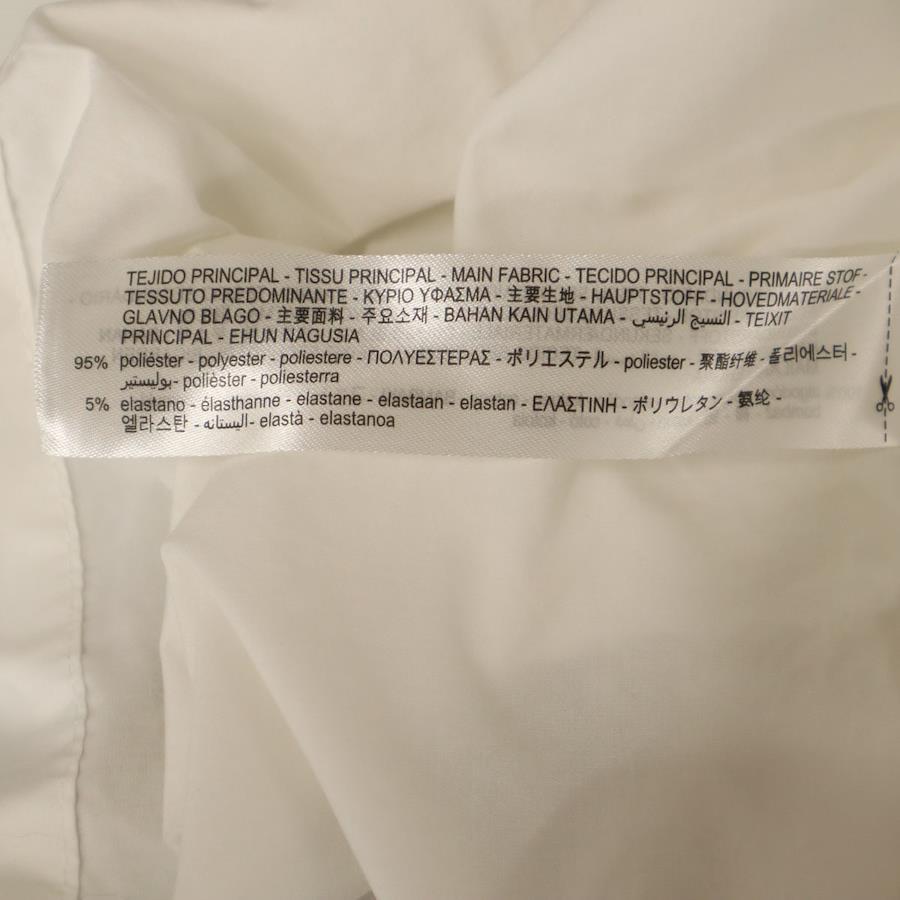 TEJIDO PRINCIPAL - TISSU PRINCIPAL - MAIN FABRIC - TECIDO PRINCIPAL - PRIMAIRE STOF -
TESSUTO PREDOMINANTE - ΚΥΡΙΟ ΥΦΑΣΜΑ - 主要生地 - HAUPTSTOFF - HOVEDMATERIALE -
GLAVNO BLAGO - 主要面料 - 주요소재 - BAHAN KAIN UTAMA - النسيج الرئيسي - TEIXIT
PRINCIPAL - EHUN NAGUSIA
95% poliéster - polyester - poliestere - ΠΟΛΥΕΣΤΕΡΑΣ - ポリエステル - poliester - 聚酯纤维 - 폴리에스터 -
بوليستير - polièster - poliesterra
5% elastano - élasthanne - elastane - elastaan - elastan - ΕΛΑΣΤΙΝΗ - ポリウレタン - 氨纶 -
엘라스탄 - اليستانه - elastà - elastanoa